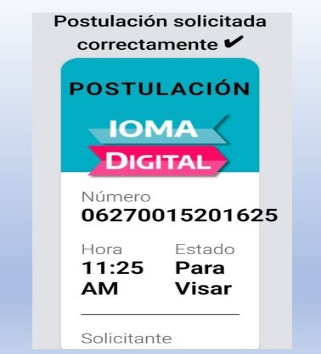 Postulación solicitada
correctamente ✔
POSTULACIÓN
IOMA
DIGITAL
Número
06270015201625
Hora Estado
11:25 Para
AM Visar
Solicitante